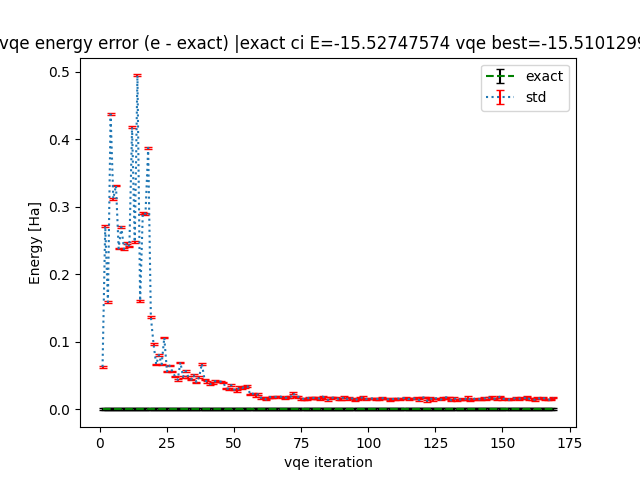 vqe energy error (e - exact) |exact ci E=-15.52747574 vqe best=-15.5101299
exact
std
0.5
0.4
0.3
0.2
0.1
0.0
Energy [Ha]
0 25 50 75 100 125 150 175
vqe iteration